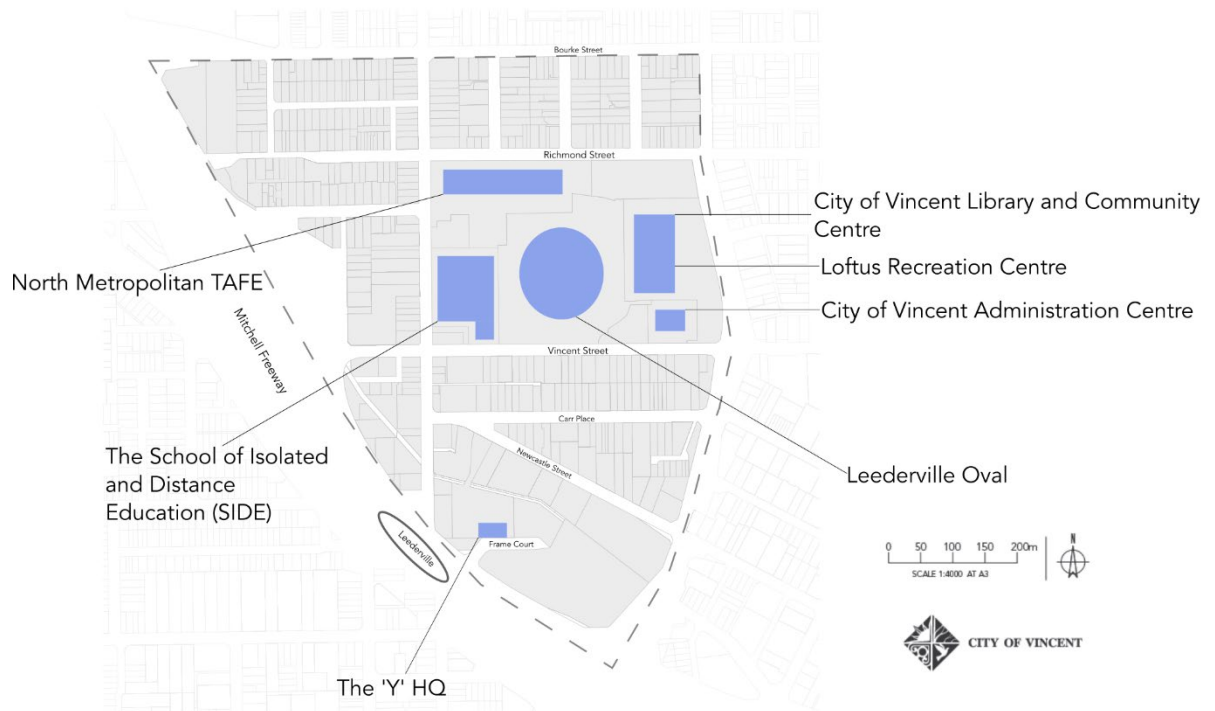 Bourke Street
Richmond Street
City of Vincent Library and Community
Centre
North Metropolitan TAFE
Loftus Recreation Centre
City of Vincent Administration Centre
Mitchell Freeway
Vincent Street
Carr Place
The School of Isolated
and Distance
Education (SIDE)
Newcastle Street
Leederville Oval
Leederville
Frame Court
N
0 50 100 150 200m
SCALE 1:4000 AT A3
CITY OF VINCENT
The 'Y' HQ